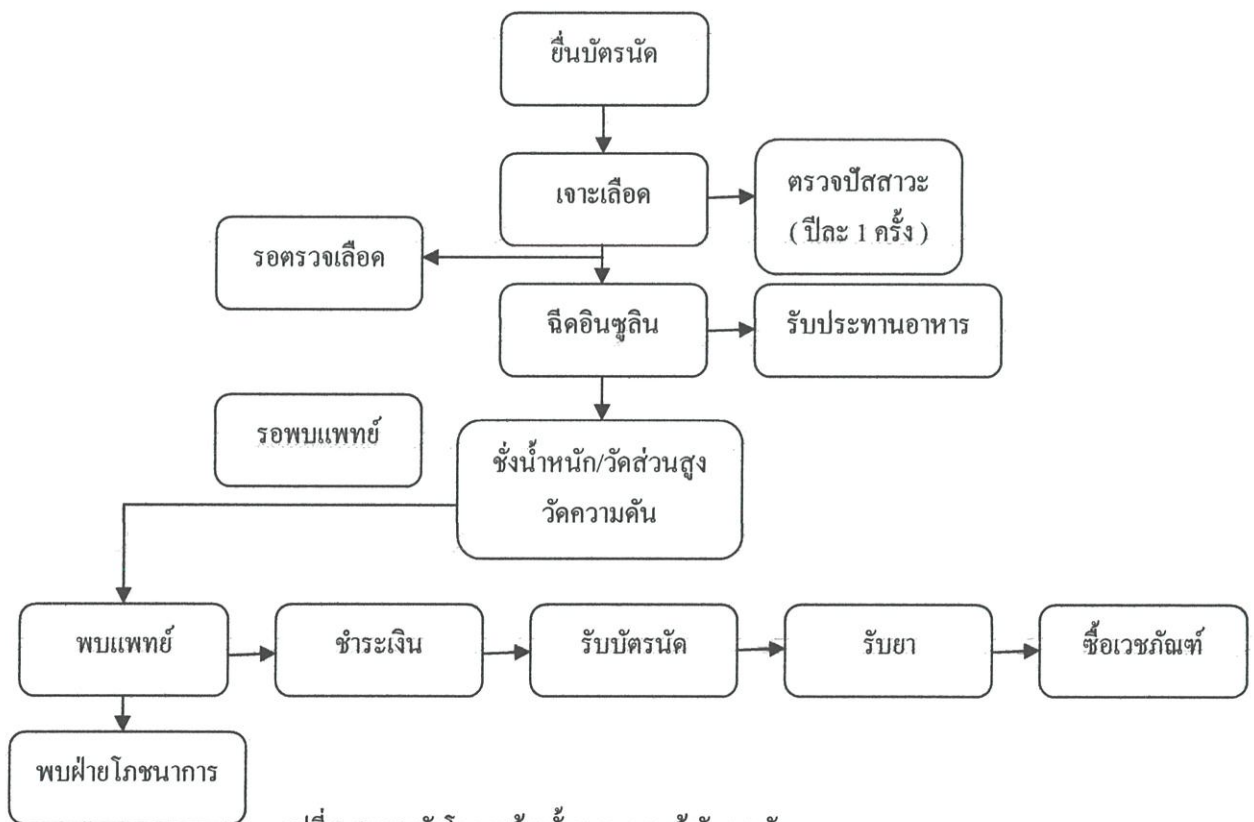 ยื่นบัตรนัด
เจาะเลือด
ตรวจปัสสาวะ
( ปีละ 1 ครั้ง )
รอตรวจเลือด
ฉีดอินซูลิน
รับประทานอาหาร
รอพบแพทย์
ชั่งน้ำหนัก/วัดส่วนสูง
วัดความดัน
พบแพทย์
ชำระเงิน
รับบัตรนัด
รับยา
ซื้อเวชภัณฑ์
พบฝ่ายโภชนาการ